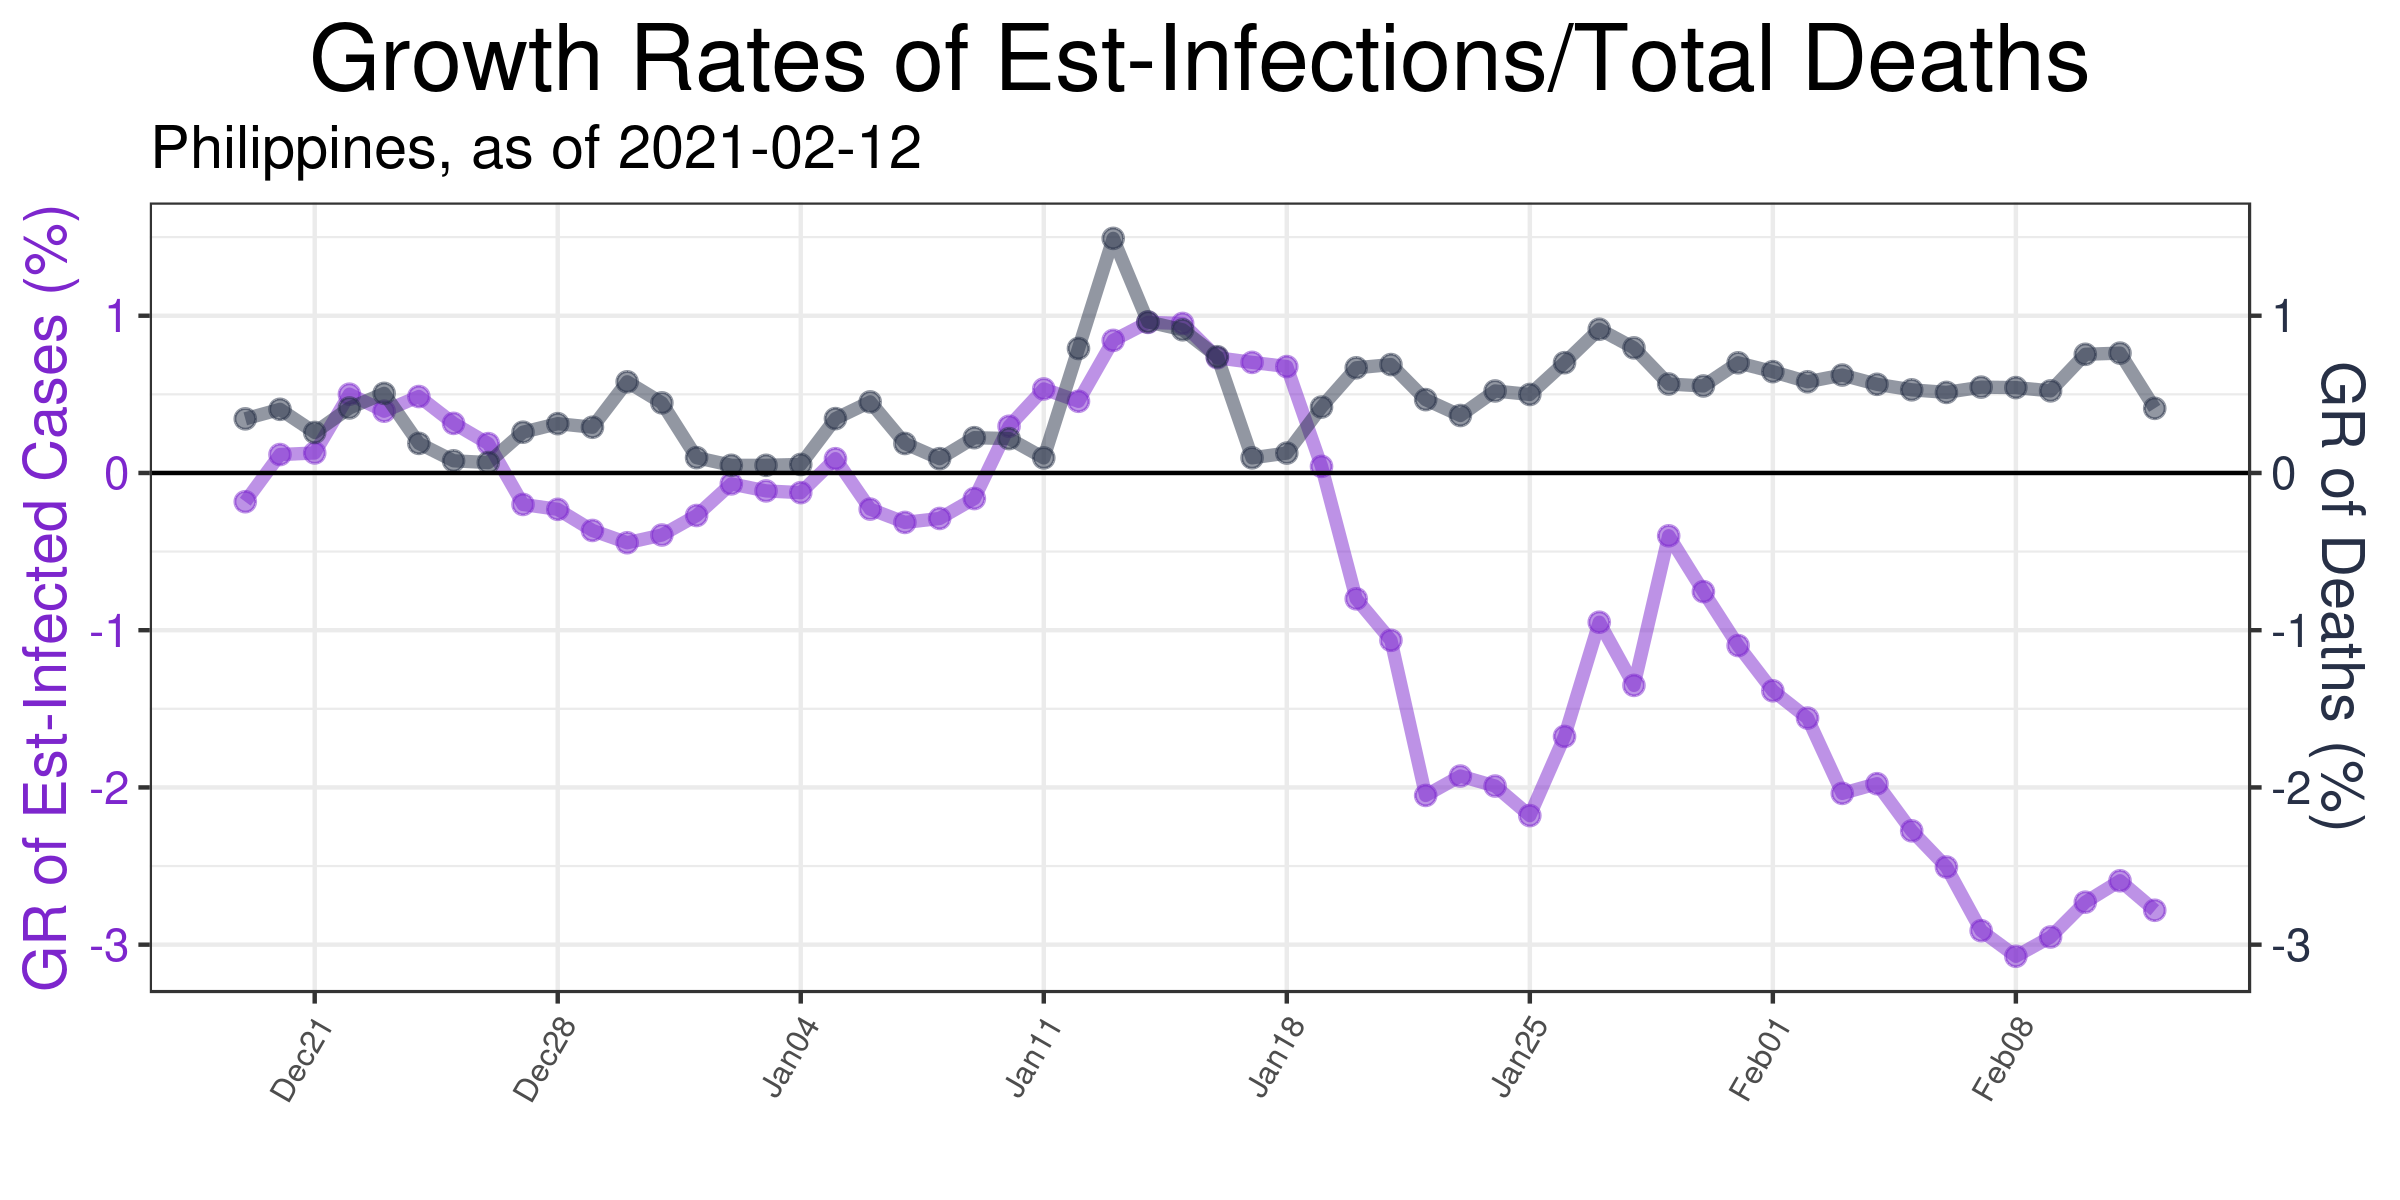 Growth Rates of Est-Infections/Total Deaths
Philippines, as of 2021-02-12
GR of Est-Infected Cases (%)
1
0
-1
-2
-3
1
0
-1
-2
-3
GR of Deaths (%)
Dec21
Dec28
Jan04
Jan11
Jan18
Jan25
Feb01
Feb08